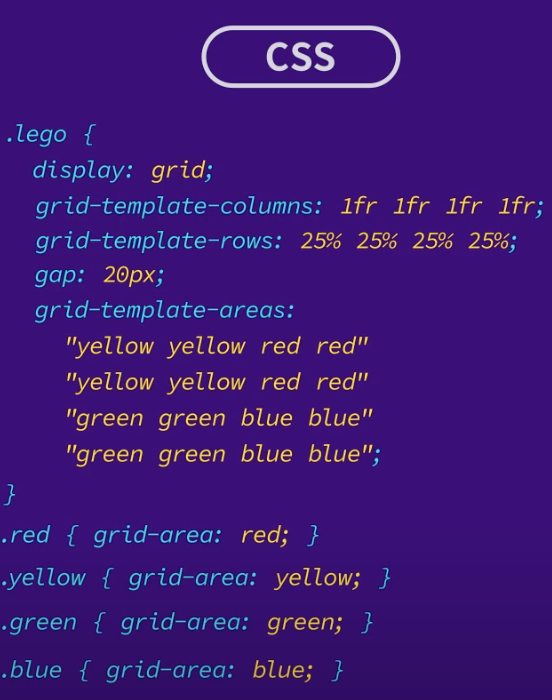 CSS
.lego {
display: grid;
grid-template-columns: 1fr 1fr 1fr 1fr;
grid-template-rows: 25% 25% 25% 25%;
gap: 20px;
grid-template-areas:
"yellow yellow red red"
"yellow yellow red red"
"green green blue blue"
"green green blue blue";
}
.red { grid-area: red; }
.yellow { grid-area: yellow; }
.green { grid-area: green; }
.blue { grid-area: blue; }